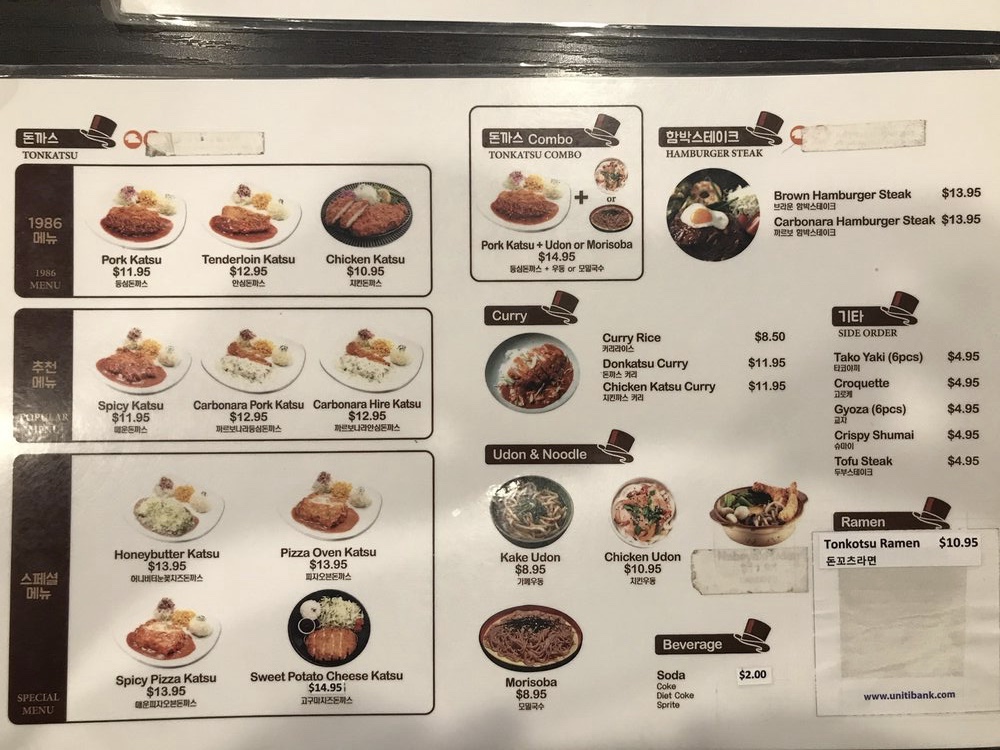 돈까스
TONKATSU
1986
메뉴
1986
MENU
Pork Katsu
$11.95
등심돈까스
Tenderloin Katsu
$12.95
안심돈까스
Chicken Katsu
$10.95
치킨돈까스
추천
메뉴
POPULAR
Spicy Katsu
$11.95
매운돈까스
Carbonara Pork Katsu
$12.95
까르보나라등심돈까스
Carbonara Hire Katsu
$12.95
까르보나라안심돈까스
스페셜
메뉴
SPECIAL
MENU
Honeybutter Katsu
$13.95
허니버터눈꽃치즈돈까스
Pizza Oven Katsu
$13.95
피자오븐돈까스
Spicy Pizza Katsu
$13.95
매운피자오븐돈까스
Sweet Potato Cheese Katsu
$14.95
고구마치즈돈까스
돈까스 Combo
TONKATSU COMBO
+
or
Pork Katsu + Udon or Morisoba
$14.95
등심돈까스 + 우동 or 모밀국수
함박스테이크
HAMBURGER STEAK
Brown Hamburger Steak $13.95
브라운 함박스테이크
Carbonara Hamburger Steak $13.95
까르보 함박스테이크
Curry
Curry Rice $8.50
커리라이스
Donkatsu Curry $11.95
돈까스 커리
Chicken Katsu Curry $11.95
치킨까스 커리
기타
SIDE ORDER
Tako Yaki (6pcs) $4.95
타코야끼
Croquette $4.95
고로케
Gyoza (6pcs) $4.95
교자
Crispy Shumai $4.95
슈마이
Tofu Steak $4.95
두부스테이크
Udon & Noodle
Kake Udon
$8.95
가께우동
Chicken Udon
$10.95
치킨우동
Morisoba
$8.95
모밀국수
Ramen
Tonkotsu Ramen $10.95
돈꼬츠라면
www.unitibank.com
Beverage
Soda $2.00
Coke
Diet Coke
Sprite